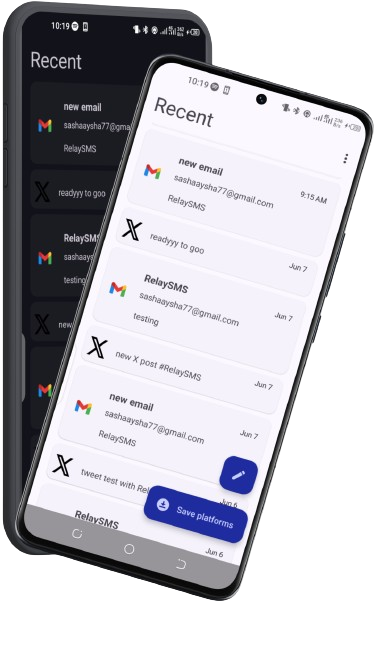 10:19
Recent
new email
sashaaysha77@gma
RelaySMS
readyyy to goo
RelaySMS
sashaay
testing
new
10:19
Recent
new email
9:15 AM
sashaaysha77@gmail.com
RelaySMS
readyyy to goo
Jun 7
RelaySMS
Jun 7
sashaaysha77@gmail.com
testing
new X post #RelaySMS
Jun 7
new email
Jun 7
sashaaysha77@gmail.com
RelaySMS
tweet test with Rel
Jun 6
Save platforms
RelaySMS
Jun 6